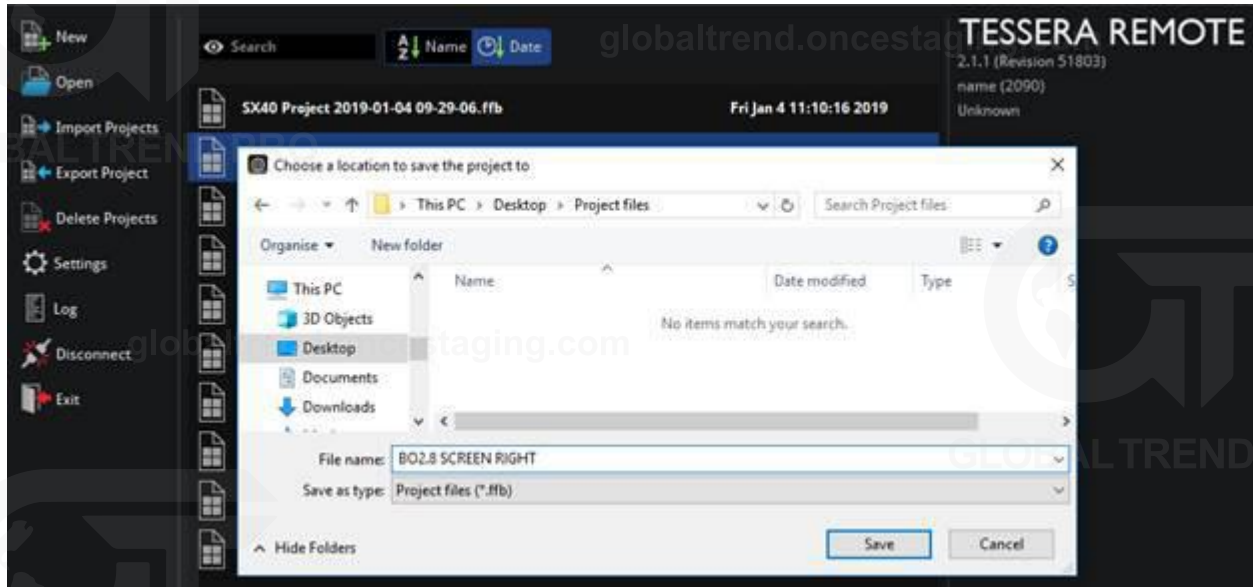 New
Open
Import Projects
Export Project
Delete Projects
Settings
Log
Disconnect
Exit
Search
A Z Name Date
SX40 Project 2019-01-04 09-29-06.ffb Fri Jan 4 11:10:16 2019
TESSERA REMOTE
2.1.1 (Revision 51803)
name (2090)
Unknown
Choose a location to save the project to
This PC > Desktop > Project files
Search Project files
Organise New folder
This PC
3D Objects
Desktop
Documents
Downloads
Name Date modified Type S
No items match your search.
File name: BO2.8 SCREEN RIGHT
Save as type: Project files (*.ffb)
Hide Folders
Save Cancel
GLOBAL TREND